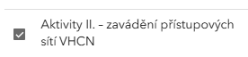 Aktivity II. – zavádění přístupových
sítí VHCN